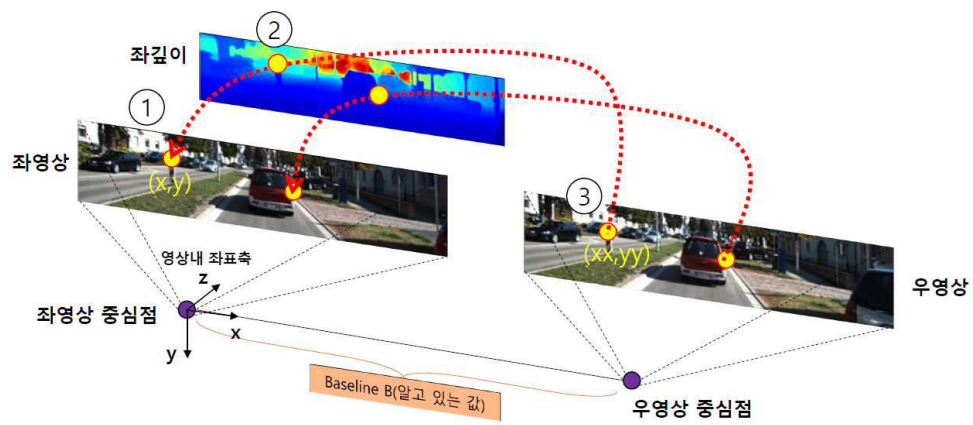 ②
좌깊이
①
좌영상
(x,y)
③
(xx,yy)
영상내 좌표축
z
우영상
좌영상 중심점
x
y
Baseline B(알고 있는 값)
우영상 중심점